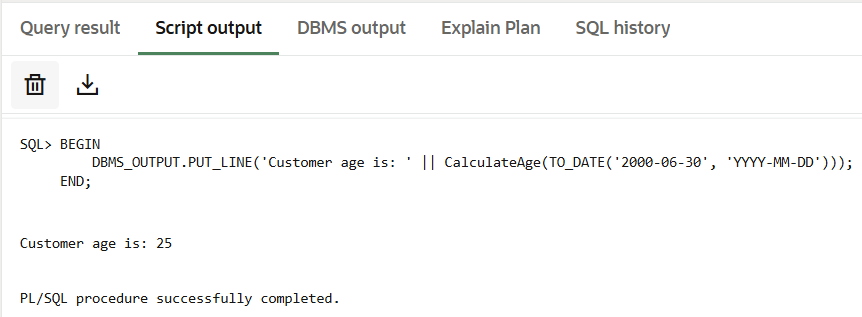 Query result Script output DBMS output Explain Plan SQL history
SQL> BEGIN
         DBMS_OUTPUT.PUT_LINE('Customer age is: ' || CalculateAge(TO_DATE('2000-06-30', 'YYYY-MM-DD')));
     END;
Customer age is: 25
PL/SQL procedure successfully completed.